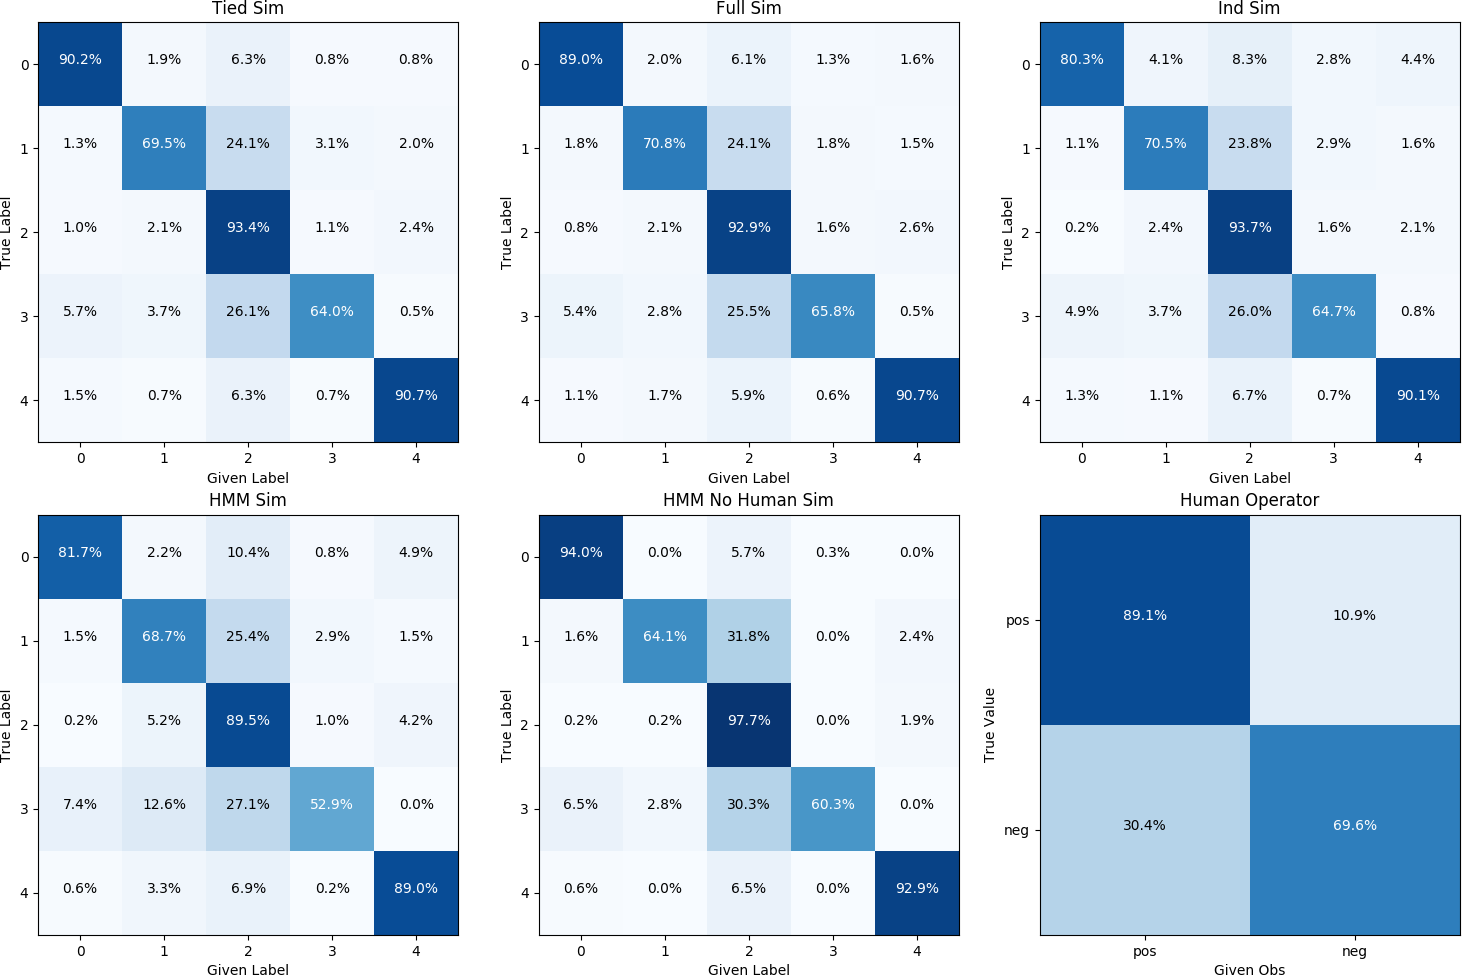 Tied Sim
True Label
0 90.2% 1.9% 6.3% 0.8% 0.8%
1 1.3% 69.5% 24.1% 3.1% 2.0%
2 1.0% 2.1% 93.4% 1.1% 2.4%
3 5.7% 3.7% 26.1% 64.0% 0.5%
4 1.5% 0.7% 6.3% 0.7% 90.7%
0 1 2 3 4
Given Label
Full Sim
True Label
0 89.0% 2.0% 6.1% 1.3% 1.6%
1 1.8% 70.8% 24.1% 1.8% 1.5%
2 0.8% 2.1% 92.9% 1.6% 2.6%
3 5.4% 2.8% 25.5% 65.8% 0.5%
4 1.1% 1.7% 5.9% 0.6% 90.7%
0 1 2 3 4
Given Label
Ind Sim
True Label
0 80.3% 4.1% 8.3% 2.8% 4.4%
1 1.1% 70.5% 23.8% 2.9% 1.6%
2 0.2% 2.4% 93.7% 1.6% 2.1%
3 4.9% 3.7% 26.0% 64.7% 0.8%
4 1.3% 1.1% 6.7% 0.7% 90.1%
0 1 2 3 4
Given Label
HMM Sim
True Label
0 81.7% 2.2% 10.4% 0.8% 4.9%
1 1.5% 68.7% 25.4% 2.9% 1.5%
2 0.2% 5.2% 89.5% 1.0% 4.2%
3 7.4% 12.6% 27.1% 52.9% 0.0%
4 0.6% 3.3% 6.9% 0.2% 89.0%
0 1 2 3 4
Given Label
HMM No Human Sim
True Label
0 94.0% 0.0% 5.7% 0.3% 0.0%
1 1.6% 64.1% 31.8% 0.0% 2.4%
2 0.2% 0.2% 97.7% 0.0% 1.9%
3 6.5% 2.8% 30.3% 60.3% 0.0%
4 0.6% 0.0% 6.5% 0.0% 92.9%
0 1 2 3 4
Given Label
Human Operator
True Value
pos 89.1% 10.9%
neg 30.4% 69.6%
pos neg
Given Obs